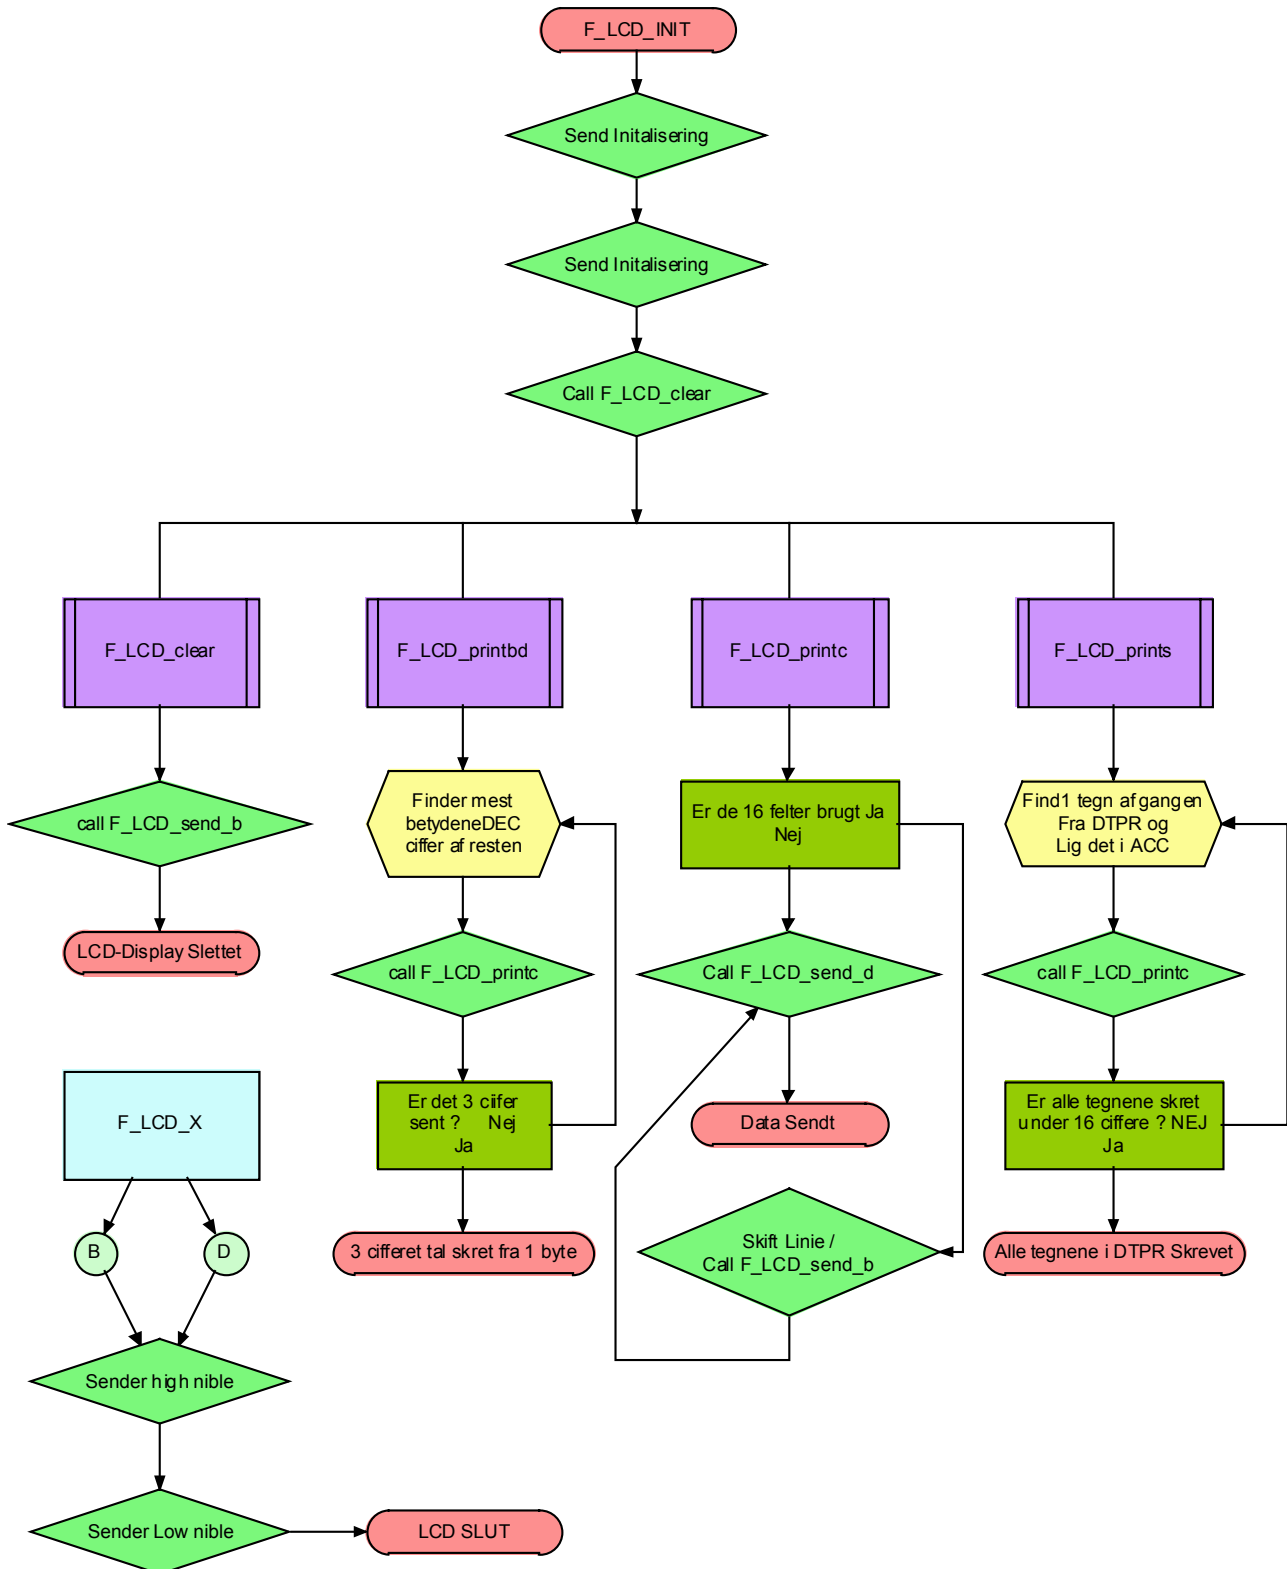 F_LCD_INIT
Send Initalisering
Send Initalisering
Call F_LCD_clear
F_LCD_clear
F_LCD_printbd
F_LCD_printc
F_LCD_prints
call F_LCD_send_b
Finder mest
betydeneDEC
ciffer af resten
Er de 16 felter brugt Ja
Nej
Find1 tegn af gangen
Fra DTPR og
Lig det i ACC
LCD-Display Slettet
call F_LCD_printc
Call F_LCD_send_d
call F_LCD_printc
F_LCD_X
Er det 3 ciifer
sent ? Nej
Ja
Data Sendt
Er alle tegnene skret
under 16 ciffere ? NEJ
Ja
B
D
3 cifferet tal skret fra 1 byte
Skift Linie /
Call F_LCD_send_b
Alle tegnene i DTPR Skrevet
Sender high nible
Sender Low nible
LCD SLUT